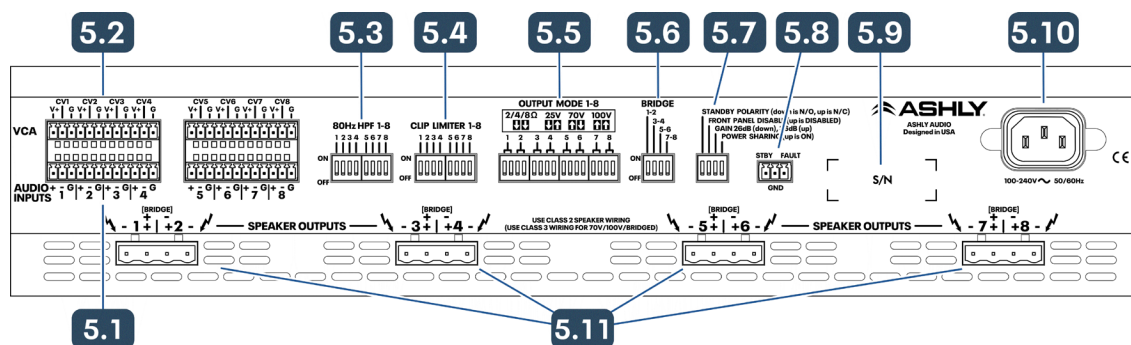 5.2 5.3 5.4 5.5 5.6 5.7 5.8 5.9 5.10
CV1 CV2 CV3 CV4
V+ G V+ G V+ G V+ G
CV5 CV6 CV7 CV8
V+ G V+ G V+ G V+ G
VCA
AUDIO
INPUTS
+ - G + - G + - G + - G
1 2 3 4
+ - G + - G + - G + - G
5 6 7 8
80Hz HPF 1-8
1 2 3 4 5 6 7 8
ON
OFF
CLIP LIMITER 1-8
1 2 3 4 5 6 7 8
ON
OFF
OUTPUT MODE 1-8
2/4/8Ω 25V 70V 100V
1 2 3 4 5 6 7 8
BRIDGE
1-2
3-4
5-6
7-8
ON
OFF
STANDBY POLARITY (down is N/O, up is N/C)
FRONT PANEL DISABLE (up is DISABLED)
GAIN 26dB (down), (up)
POWER SHARING (up is ON)
STBY FAULT
GND
ASHLY
ASHLY AUDIO
Designed in USA
S/N
100-240V~ 50/60Hz
CE
[BRIDGE]
+ -
- 1 + | + 2 -
SPEAKER OUTPUTS
[BRIDGE]
+ -
- 3 + | + 4 -
USE CLASS 2 SPEAKER WIRING
(USE CLASS 3 WIRING FOR 70V/100V/BRIDGED)
[BRIDGE]
+ -
- 5 + | + 6 -
SPEAKER OUTPUTS
[BRIDGE]
+ -
- 7 + | + 8 -
5.1 5.11